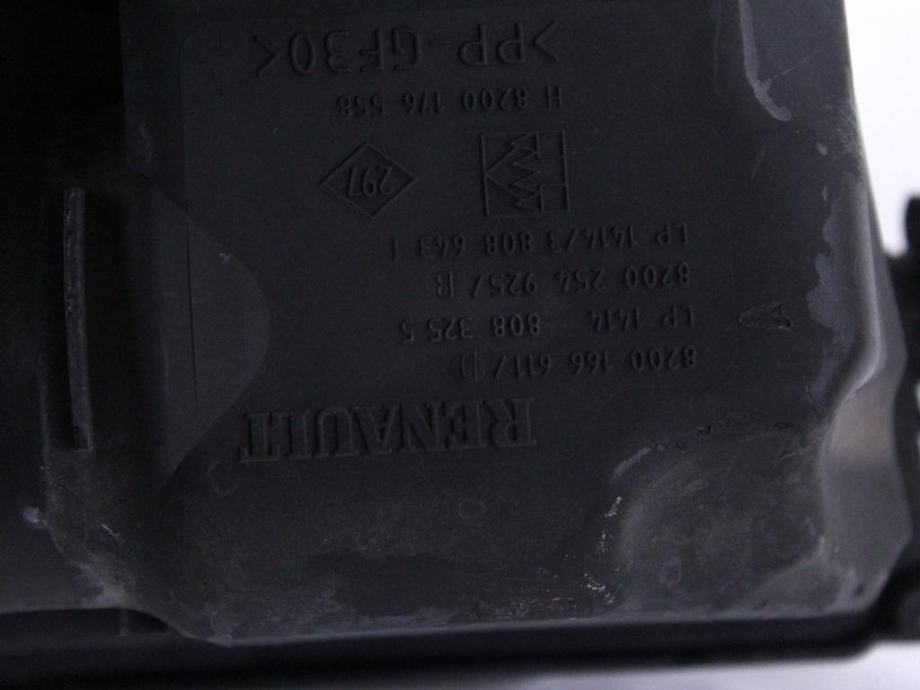 RENAULT
8200 166 611/D
LP 1414 808 325 5
8200 254 925/B
LP 1414/3 808 643 1
297
H 8200 176 558
>PP-GF30<